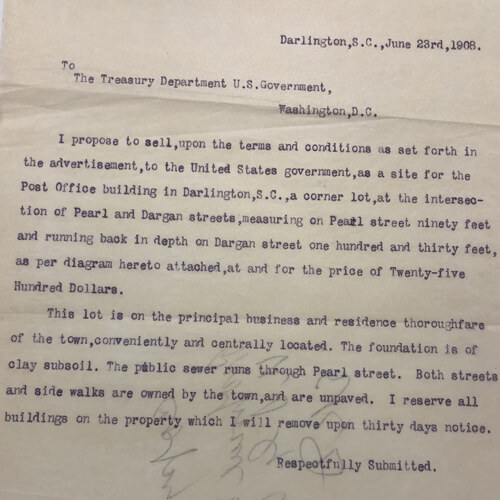 Darlington,S.C.,June 23rd,1908.
To
The Treasury Department U.S.Government,
Washington,D.C.
I propose to sell,upon the terms and conditions as set forth in
the advertisement,to the United States government,as a site for the
Post Office building in Darlington,S.C.,a corner lot,at the intersec-
tion of Pearl and Dargan streets,measuring on Pearl street ninety feet
and running back in depth on Dargan street one hundred and thirty feet,
as per diagram hereto attached,at and for the price of Twenty-five
Hundred Dollars.
This lot is on the principal business and residence thoroughfare
of the town,conveniently and centrally located. The foundation is of
clay subsoil. The public sewer runs through Pearl street. Both streets
and side walks are owned by the town,and are unpaved. I reserve all
buildings on the property which I will remove upon thirty days notice.
Respectfully Submitted.